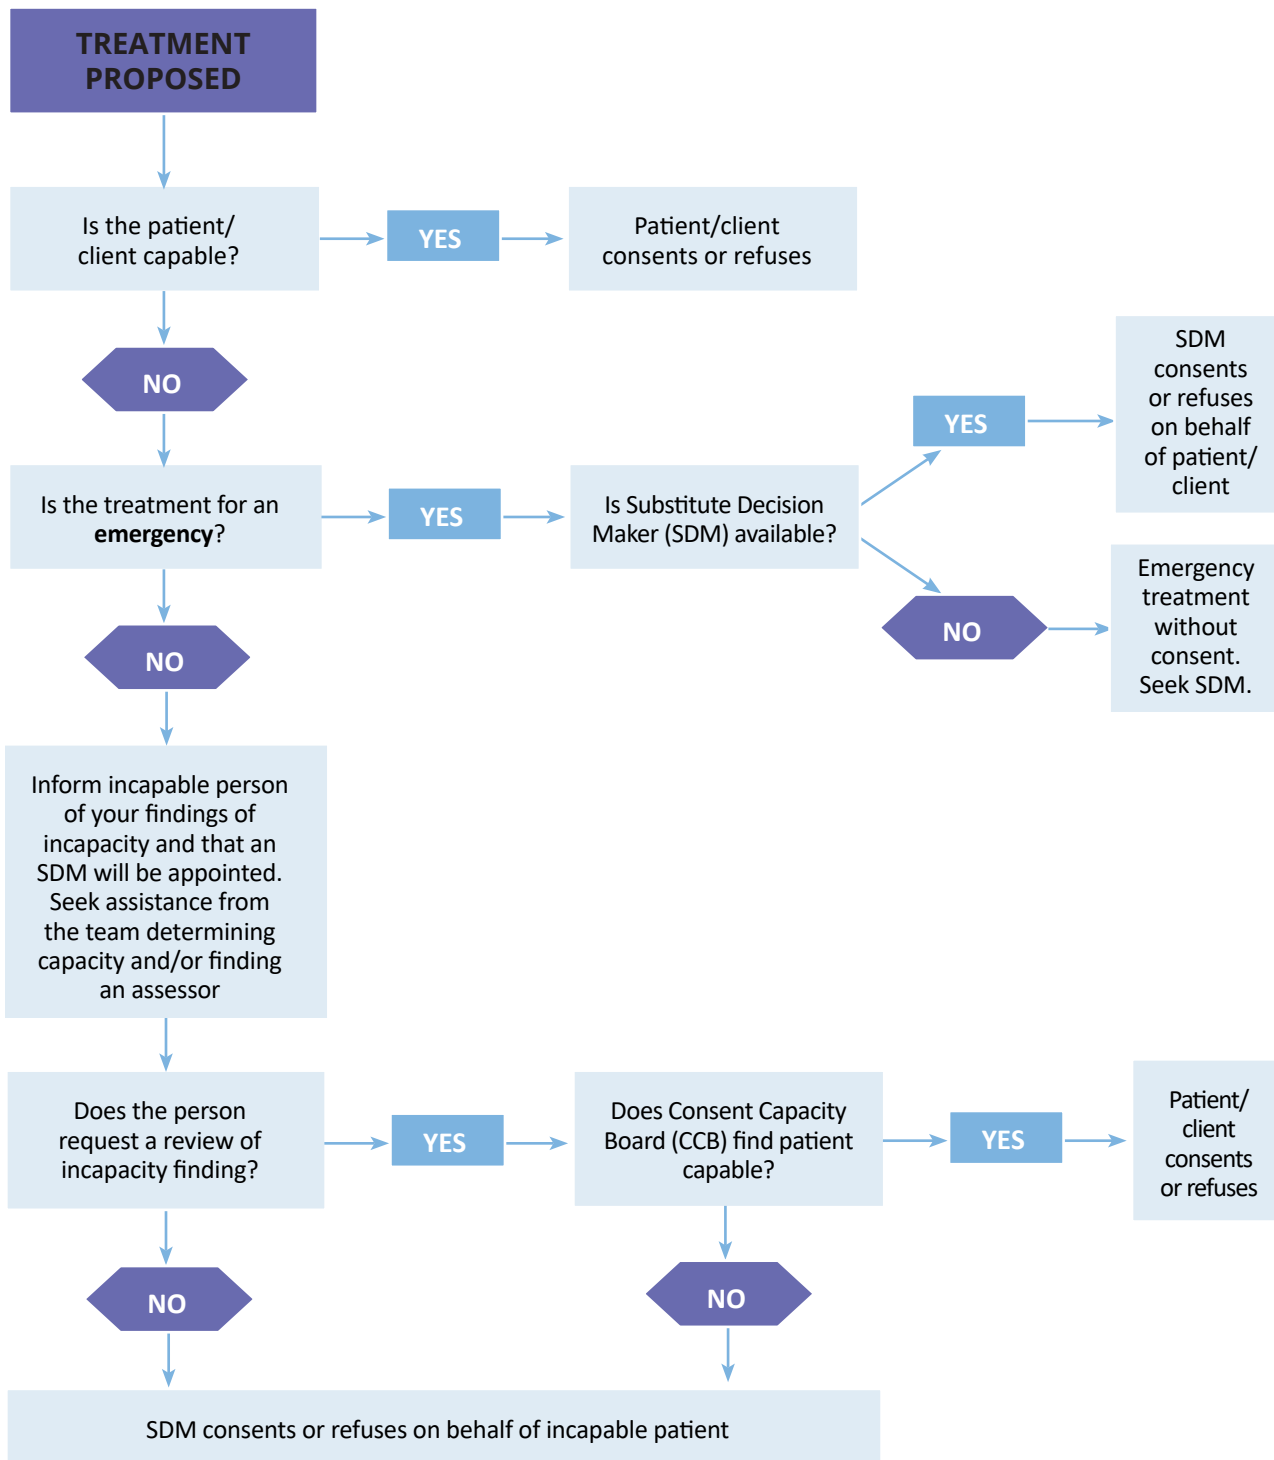 TREATMENT
PROPOSED
Is the patient/
client capable?
YES
Patient/client
consents or refuses
NO
Is the treatment for an
emergency?
YES
Is Substitute Decision
Maker (SDM) available?
YES
SDM
consents
or refuses
on behalf
of patient/
client
NO
Emergency
treatment
without
consent.
Seek SDM.
NO
Inform incapable person
of your findings of
incapacity and that an
SDM will be appointed.
Seek assistance from
the team determining
capacity and/or finding
an assessor
Does the person
request a review of
incapacity finding?
YES
Does Consent Capacity
Board (CCB) find patient
capable?
YES
Patient/
client
consents
or refuses
NO
NO
SDM consents or refuses on behalf of incapable patient